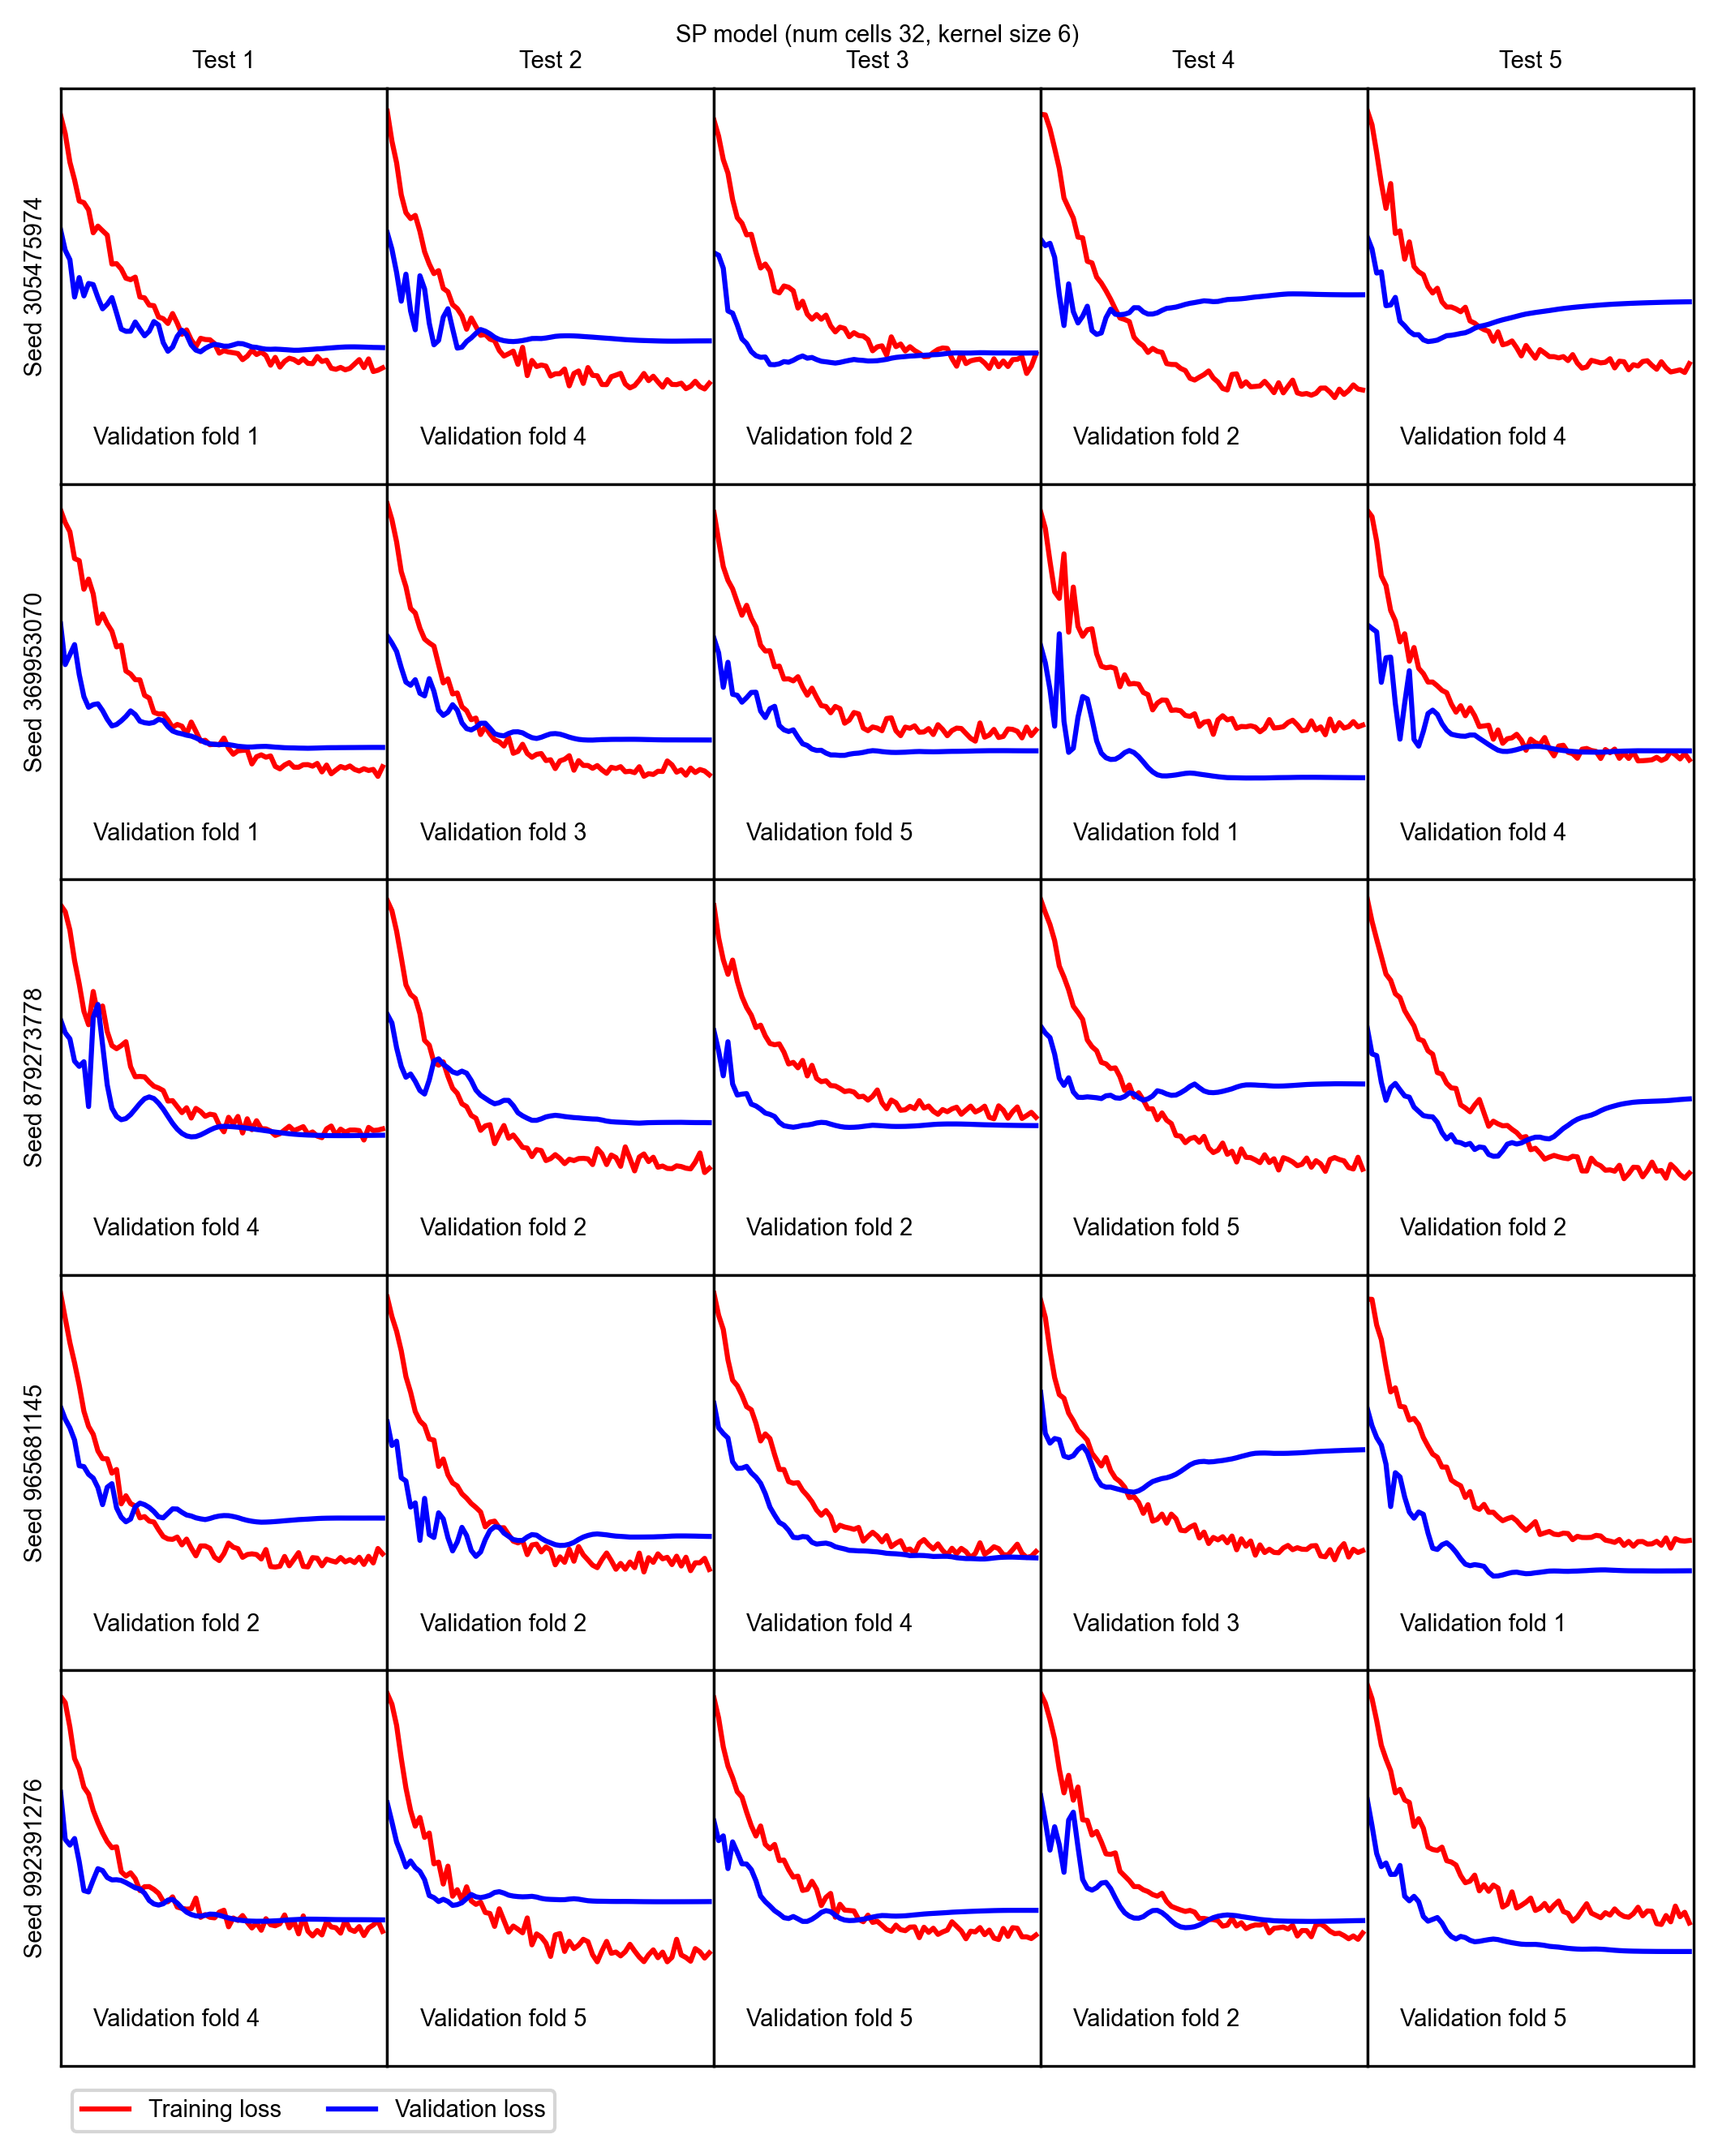 SP model (num cells 32, kernel size 6)
Test 1 Test 2 Test 3 Test 4 Test 5
Seed 305475974
Validation fold 1 Validation fold 4 Validation fold 2 Validation fold 2 Validation fold 4
Seed 369953070
Validation fold 1 Validation fold 3 Validation fold 5 Validation fold 1 Validation fold 4
Seed 879273778
Validation fold 4 Validation fold 2 Validation fold 2 Validation fold 5 Validation fold 2
Seed 965681145
Validation fold 2 Validation fold 2 Validation fold 4 Validation fold 3 Validation fold 1
Seed 992391276
Validation fold 4 Validation fold 5 Validation fold 5 Validation fold 2 Validation fold 5
Training loss Validation loss